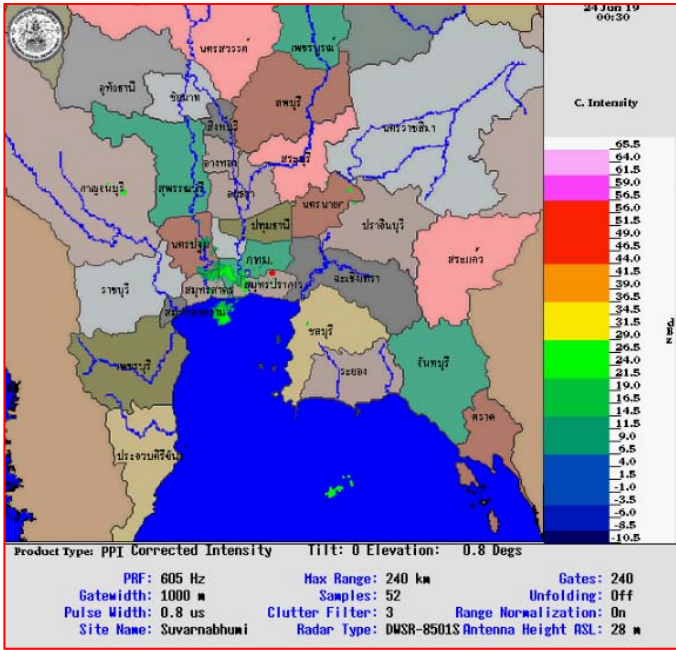 24 Jun 19
00:30
C. Intensity
65.5
64.0
61.5
59.0
56.5
56.0
51.5
49.0
46.5
44.0
41.5
39.0
36.5
34.5
31.5
29.0
26.5
24.0
21.5
19.0
16.5
14.5
11.5
9.0
6.5
4.0
1.5
-1.0
-3.5
-6.0
-8.5
-10.5
นครสวรรค์
เพชรบูรณ์
อุทัยธานี
ชัยนาท
ลพบุรี
สิงห์บุรี
นครราชสีมา
อ่างทอง
สระบุรี
กาญจนบุรี
สุพรรณบุรี
อยุธยา
นครนายก
ปทุมธานี
ปราจีนบุรี
นครปฐม
กทม.
สระแก้ว
ราชบุรี
สมุทรสาคร
สมุทรปราการ
ฉะเชิงเทรา
สมุทรสงคราม
ชลบุรี
เพชรบุรี
ระยอง
จันทบุรี
ตราด
ประจวบคีรีขันธ์
Product Type: PPI Corrected Intensity Tilt: 0 Elevation: 0.8 Degs
PRF: 605 Hz Max Range: 240 km Gates: 240
Gatewidth: 1000 m Samples: 52 Unfolding: Off
Pulse Width: 0.8 us Clutter Filter: 3 Range Normalization: On
Site Name: Suvarnabhumi Radar Type: DWSR-8501S Antenna Height ASL: 28 m